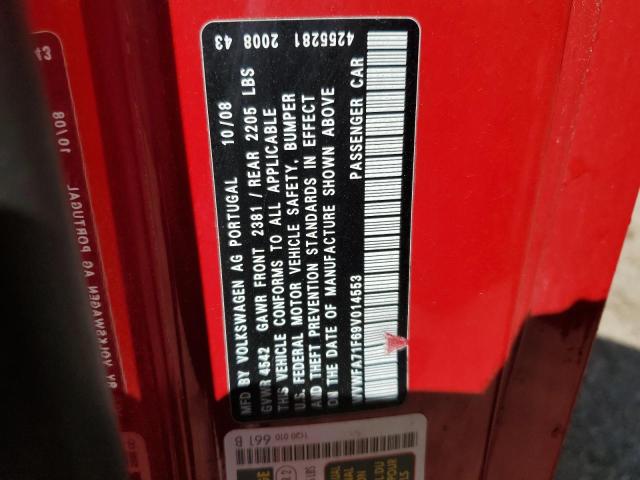 MFD BY VOLKSWAGEN AG PORTUGAL 10/08 2008 43 4255281
GVWR 4542 GAWR FRONT 2381 / REAR 2205 LBS
THIS VEHICLE CONFORMS TO ALL APPLICABLE
U.S. FEDERAL MOTOR VEHICLE SAFETY, BUMPER
AND THEFT PREVENTION STANDARDS IN EFFECT
ON THE DATE OF MANUFACTURE SHOWN ABOVE
WVWFA71F69V014553 PASSENGER CAR
1Q0 010 661 B